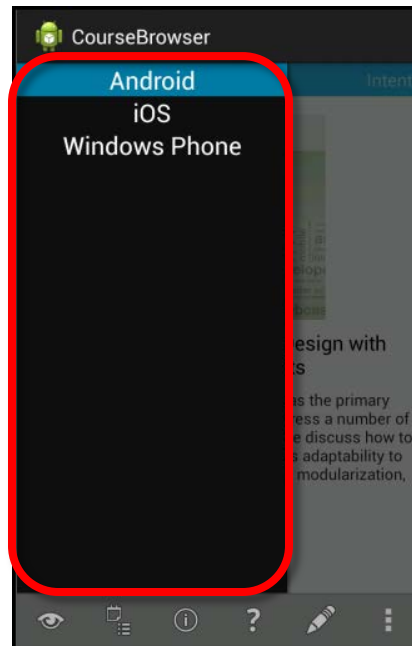 CourseBrowser
Android
Intent
iOS
Windows Phone
esign with
s
as the primary
ress a number of
e discuss how to
s adaptability to
modularization,
?